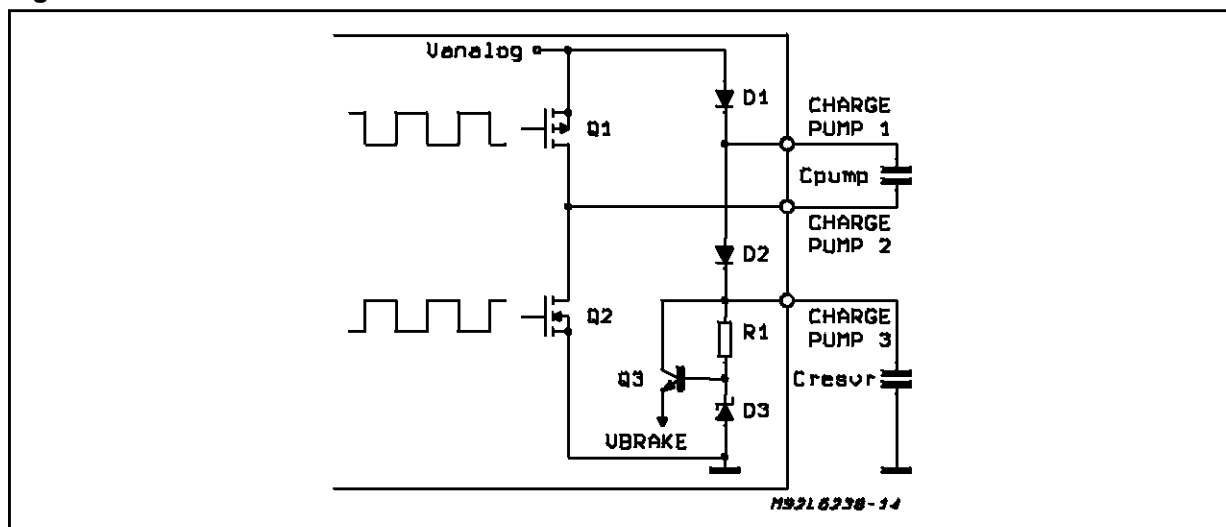 Vanalog
D1
CHARGE
PUMP 1
Q1
Cpump
CHARGE
PUMP 2
D2
Q2
R1
CHARGE
PUMP 3
Q3
Cresvr
D3
VBRAKE
M92L6238-14